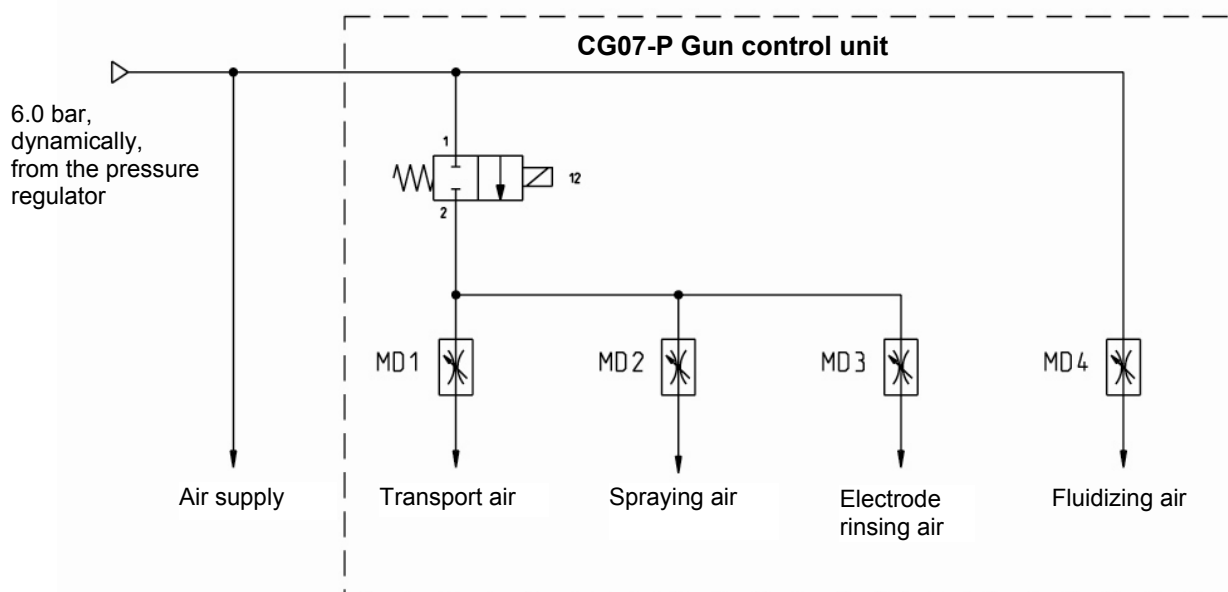 CG07-P Gun control unit
6.0 bar,
dynamically,
from the pressure
regulator
1
12
2
MD1
MD2
MD3
MD4
Air supply
Transport air
Spraying air
Electrode
rinsing air
Fluidizing air